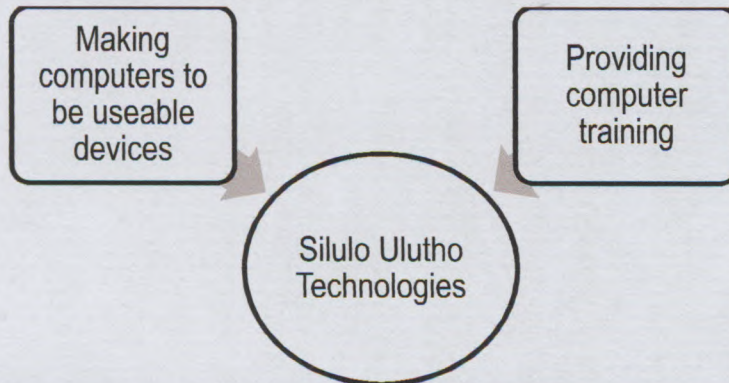 Making
computers to
be useable
devices
Providing
computer
training
Silulo Ulutho
Technologies